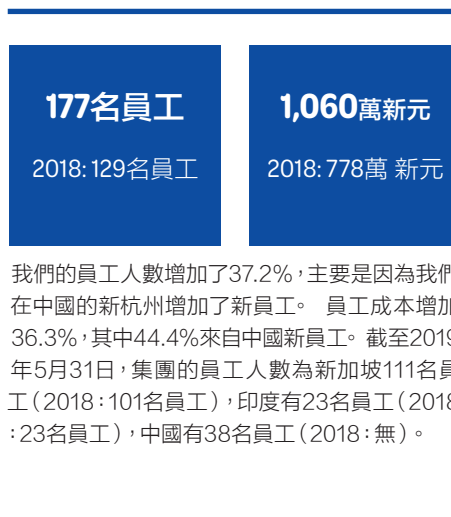 177名員工
2018: 129名員工
1,060萬新元
2018: 778萬 新元
我們的員工人數增加了37.2%，主要是因為我們
在中國的新杭州增加了新員工。 員工成本增加
36.3%，其中44.4%來自中國新員工。截至2019
年5月31日，集團的員工人數為新加坡111名員
工（2018：101名員工），印度有23名員工（2018
：23名員工），中國有38名員工（2018：無）。